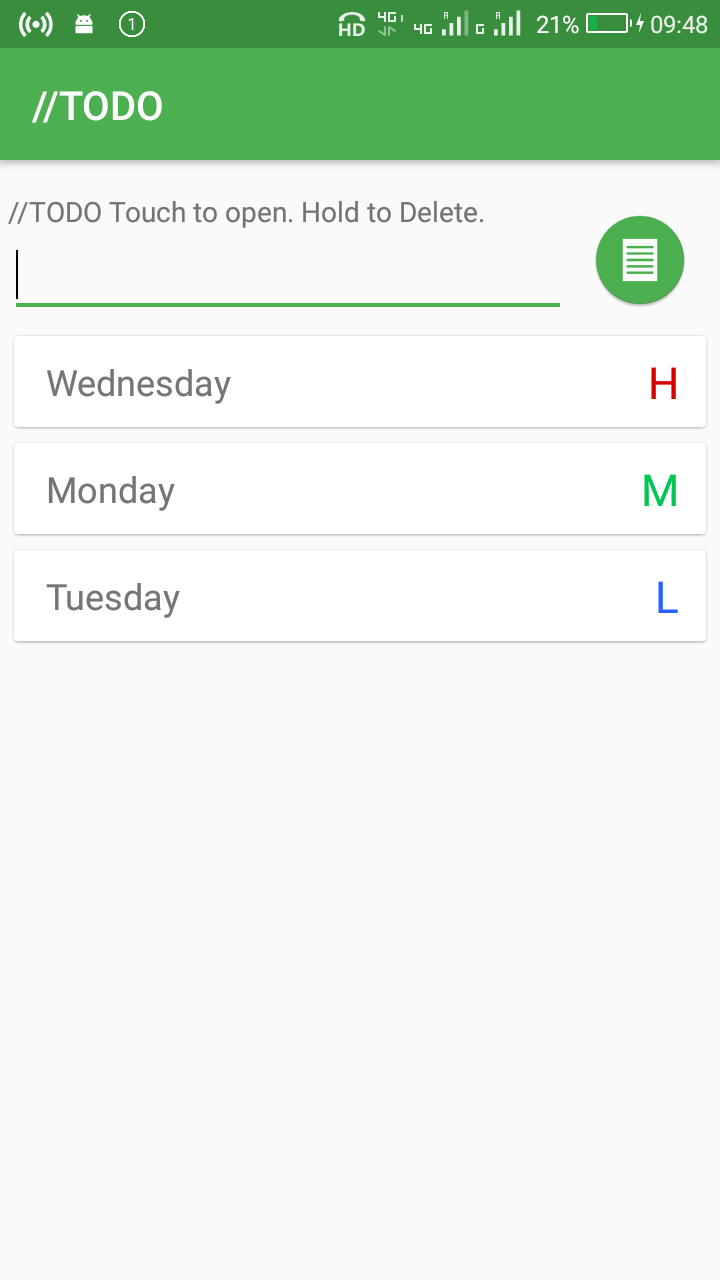 1 HD 4G 4G R G R 21% 09:48
//TODO
//TODO Touch to open. Hold to Delete.
Wednesday H
Monday M
Tuesday L